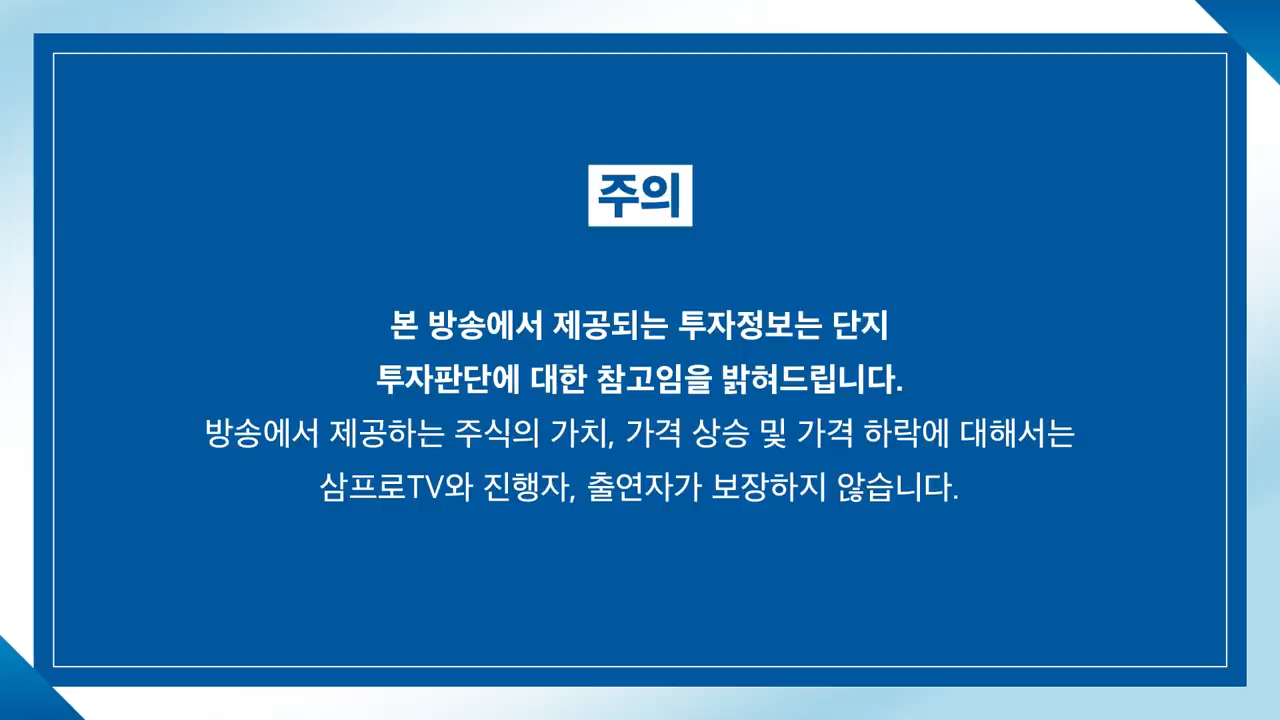 주의
본 방송에서 제공되는 투자정보는 단지
투자판단에 대한 참고임을 밝혀드립니다.
방송에서 제공하는 주식의 가치, 가격 상승 및 가격 하락에 대해서는
삼프로TV와 진행자, 출연자가 보장하지 않습니다.